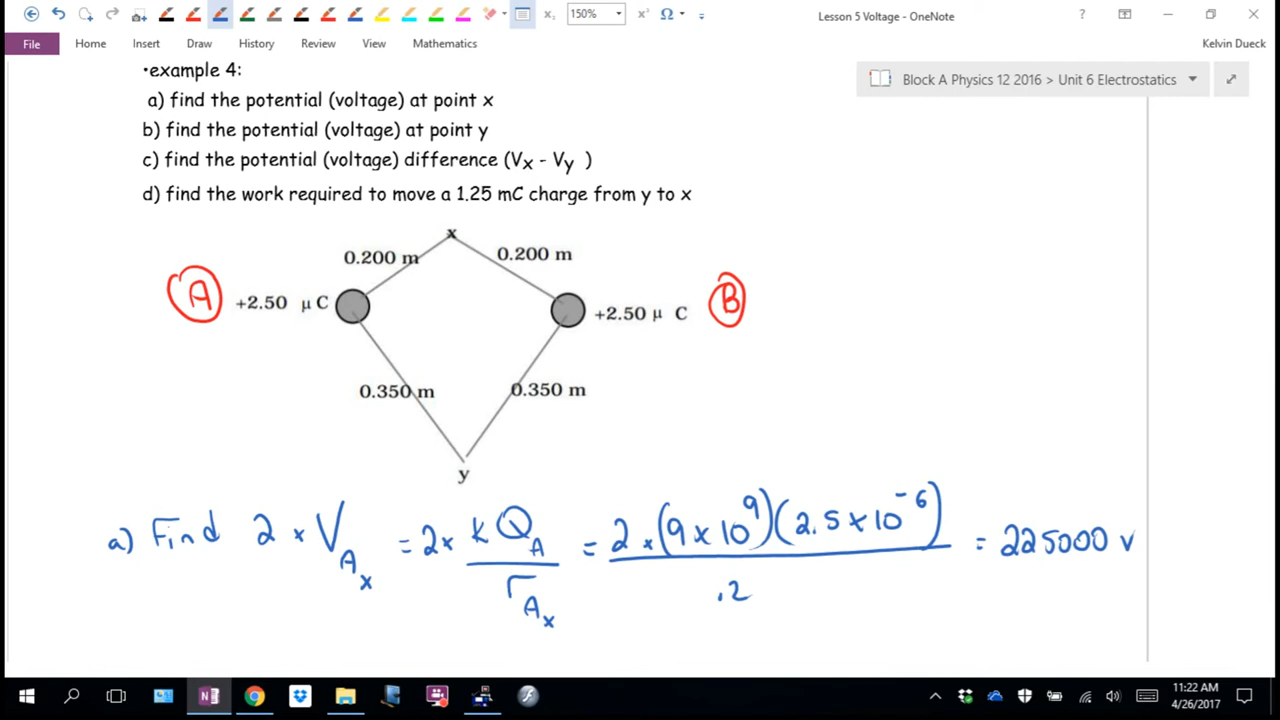 150%
Lesson 5 Voltage - OneNote
File Home Insert Draw History Review View Mathematics
Kelvin Dueck
Block A Physics 12 2016 > Unit 6 Electrostatics
•example 4:
a) find the potential (voltage) at point x
b) find the potential (voltage) at point y
c) find the potential (voltage) difference (Vx - Vy )
d) find the work required to move a 1.25 mC charge from y to x
x
0.200 m 0.200 m
A +2.50 μ C +2.50 μ C B
0.350 m 0.350 m
y
a) Find 2 × V_Ax = 2× kQ_A / r_Ax = 2×(9×10^9)(2.5×10^-6) / .2 = 225000 v
11:22 AM
4/26/2017